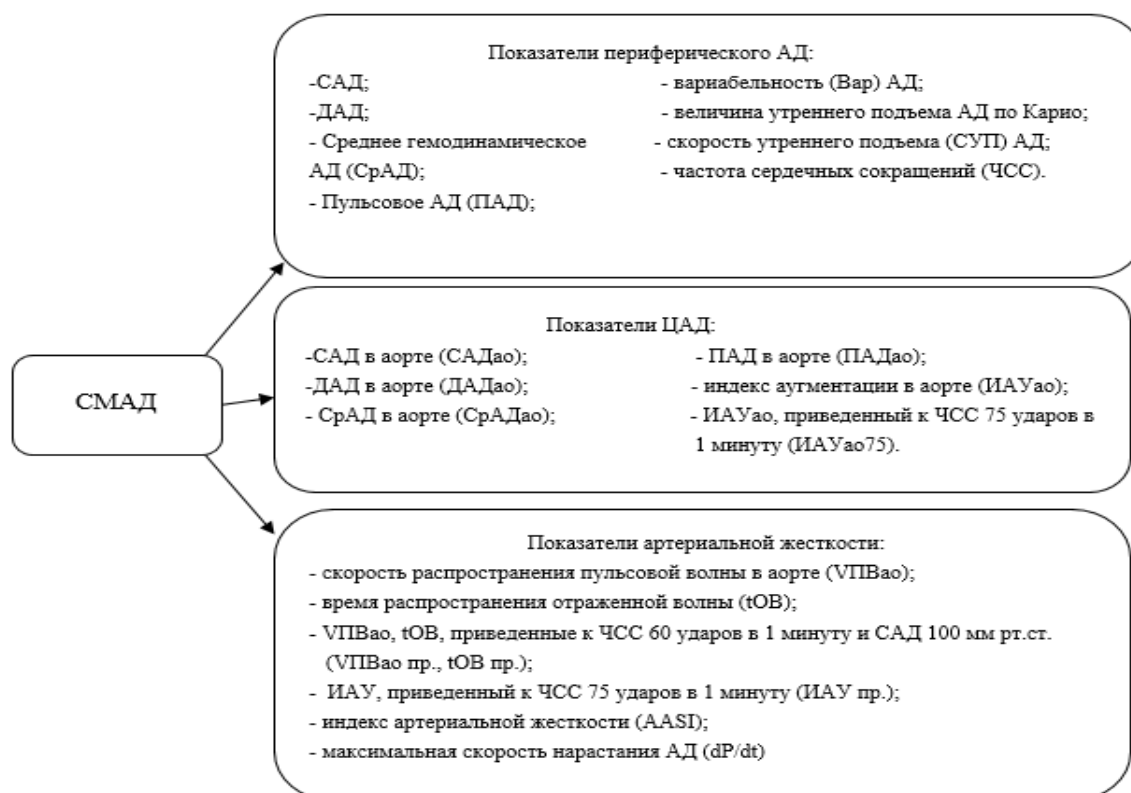 СМАД
Показатели периферического АД:
-САД;
-ДАД;
- Среднее гемодинамическое
АД (СрАД);
- Пульсовое АД (ПАД);
- вариабельность (Вар) АД;
- величина утреннего подъема АД по Карио;
- скорость утреннего подъема (СУП) АД;
- частота сердечных сокращений (ЧСС).
Показатели ЦАД:
-САД в аорте (САДао);
-ДАД в аорте (ДАДао);
- СрАД в аорте (СрАДао);
- ПАД в аорте (ПАДао);
- индекс аугментации в аорте (ИАУао);
- ИАУао, приведенный к ЧСС 75 ударов в
1 минуту (ИАУао75).
Показатели артериальной жесткости:
- скорость распространения пульсовой волны в аорте (VПВао);
- время распространения отраженной волны (tОВ);
- VПВао, tОВ, приведенные к ЧСС 60 ударов в 1 минуту и САД 100 мм рт.ст.
(VПВао пр., tОВ пр.);
- ИАУ, приведенный к ЧСС 75 ударов в 1 минуту (ИАУ пр.);
- индекс артериальной жесткости (AASI);
- максимальная скорость нарастания АД (dP/dt)